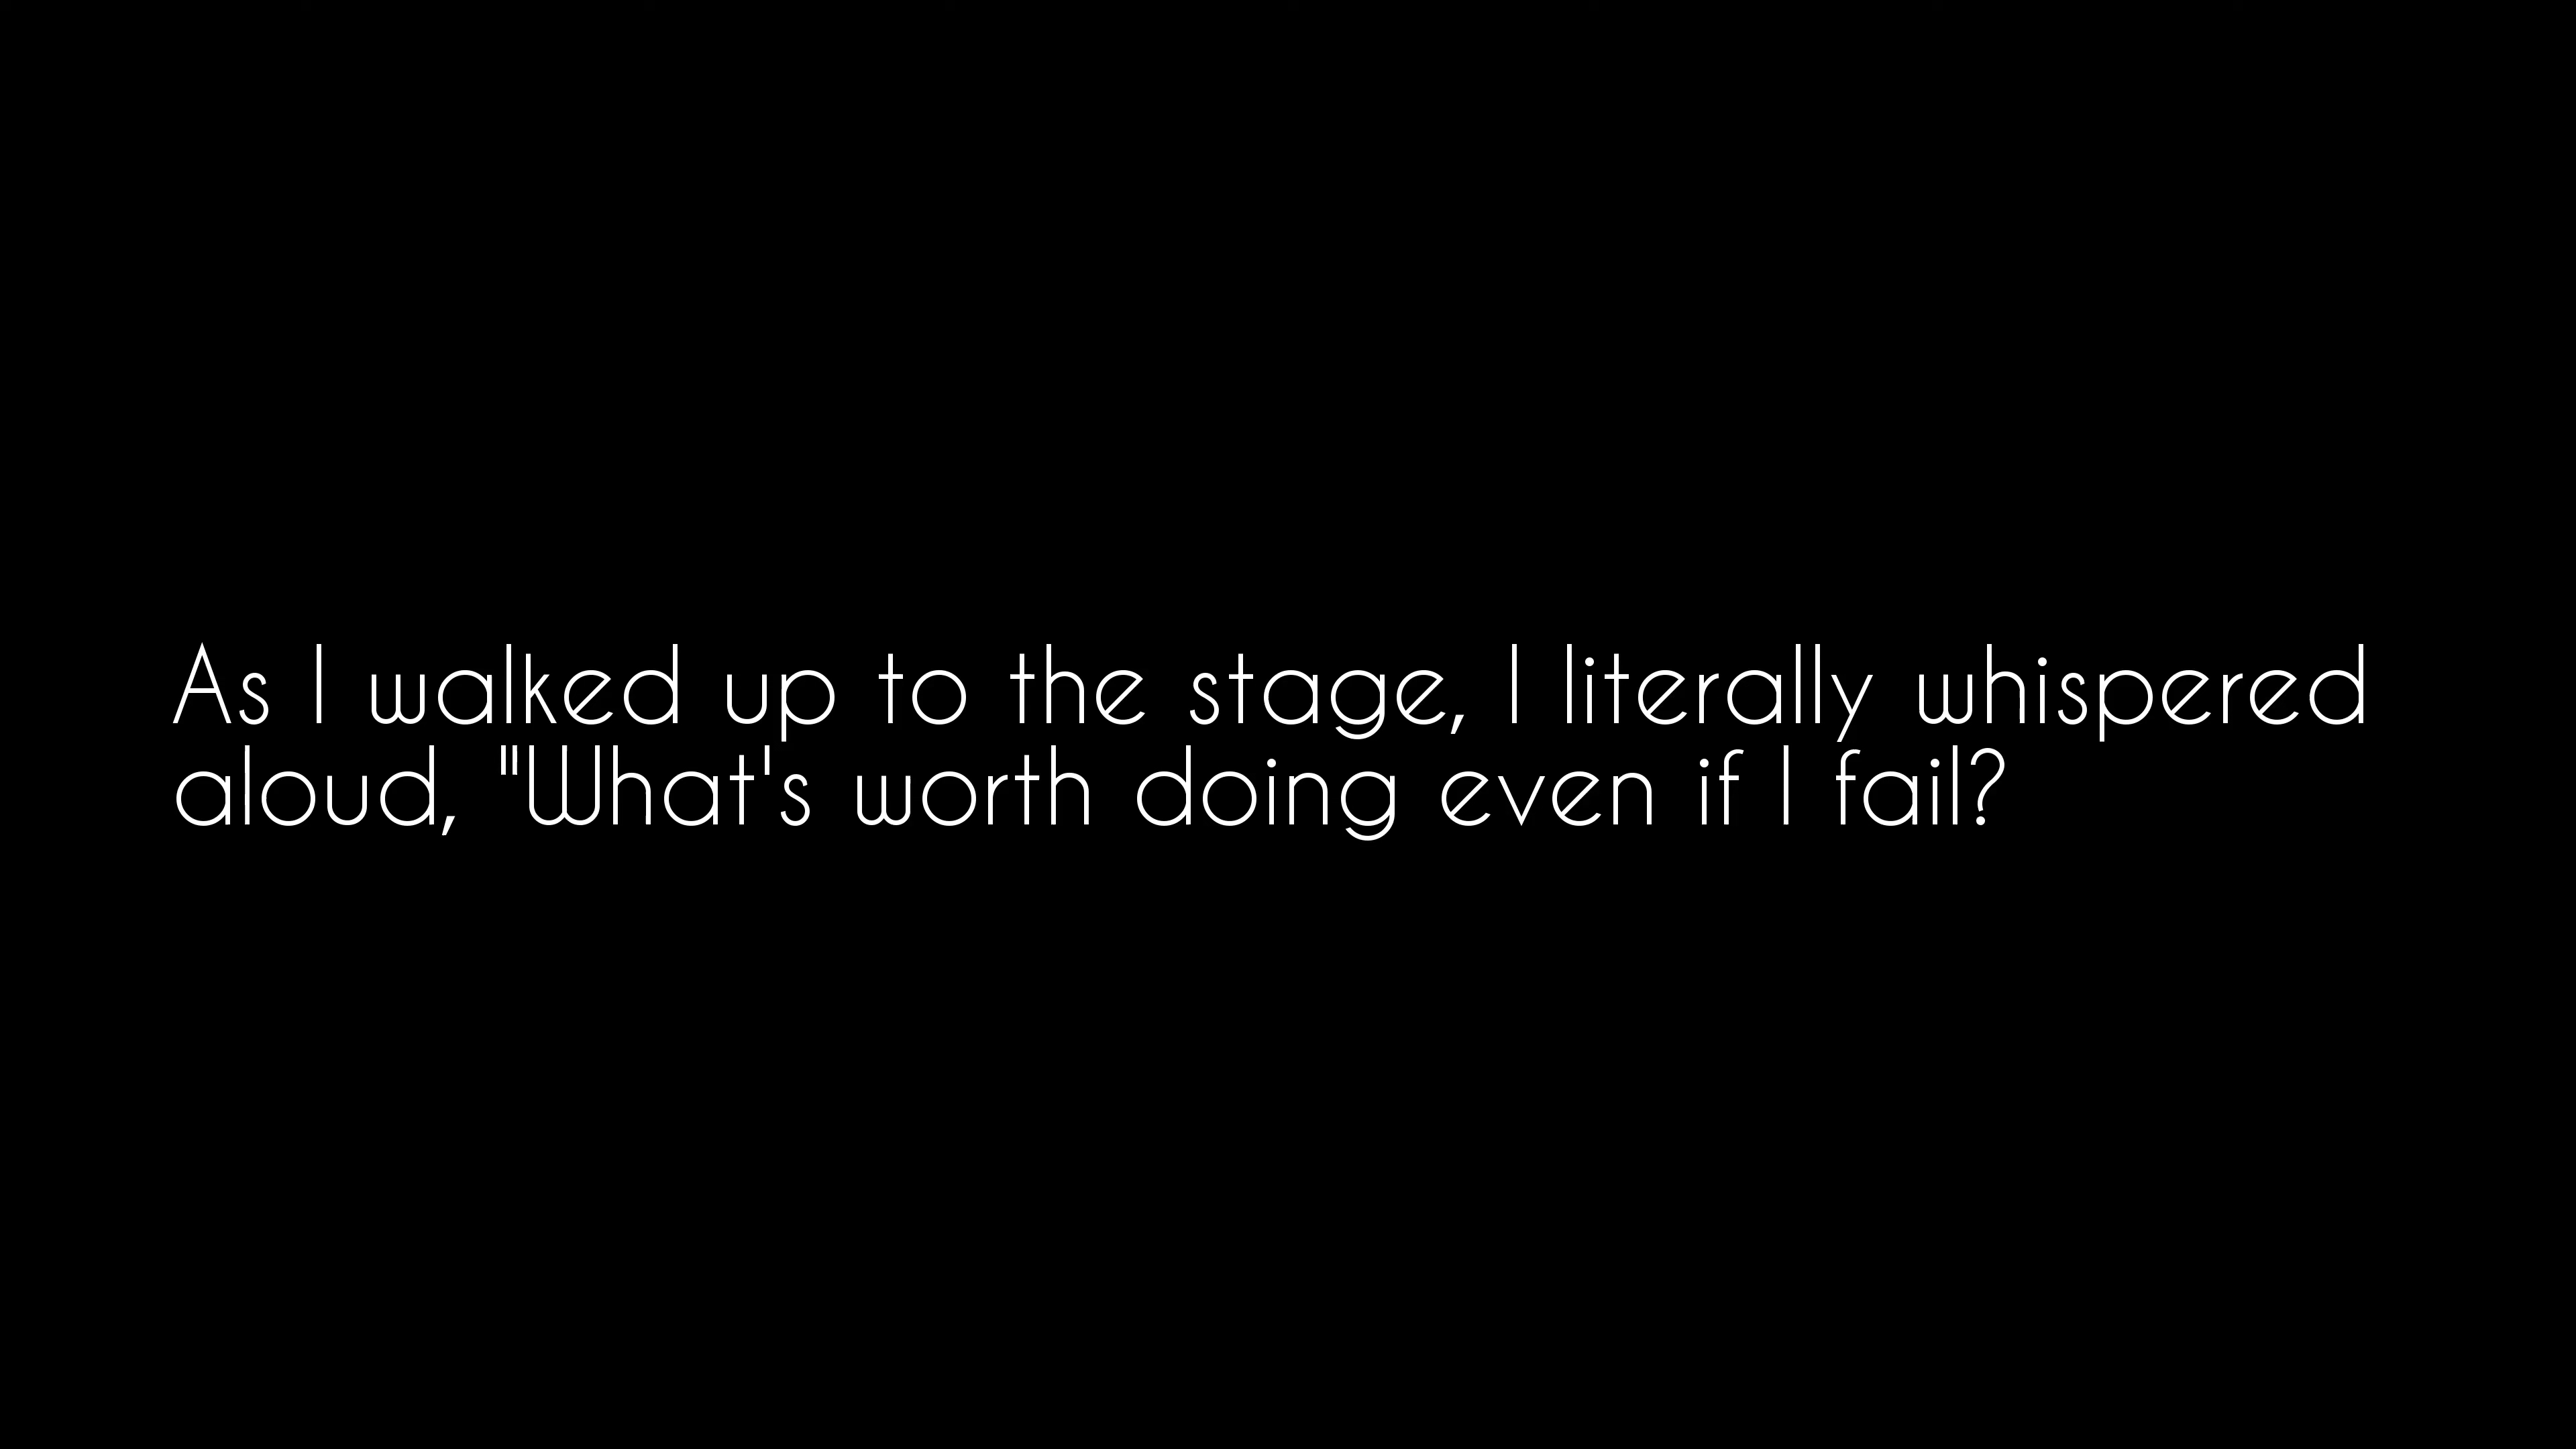 As I walked up to the stage, I literally whispered
aloud, "What's worth doing even if I fail?